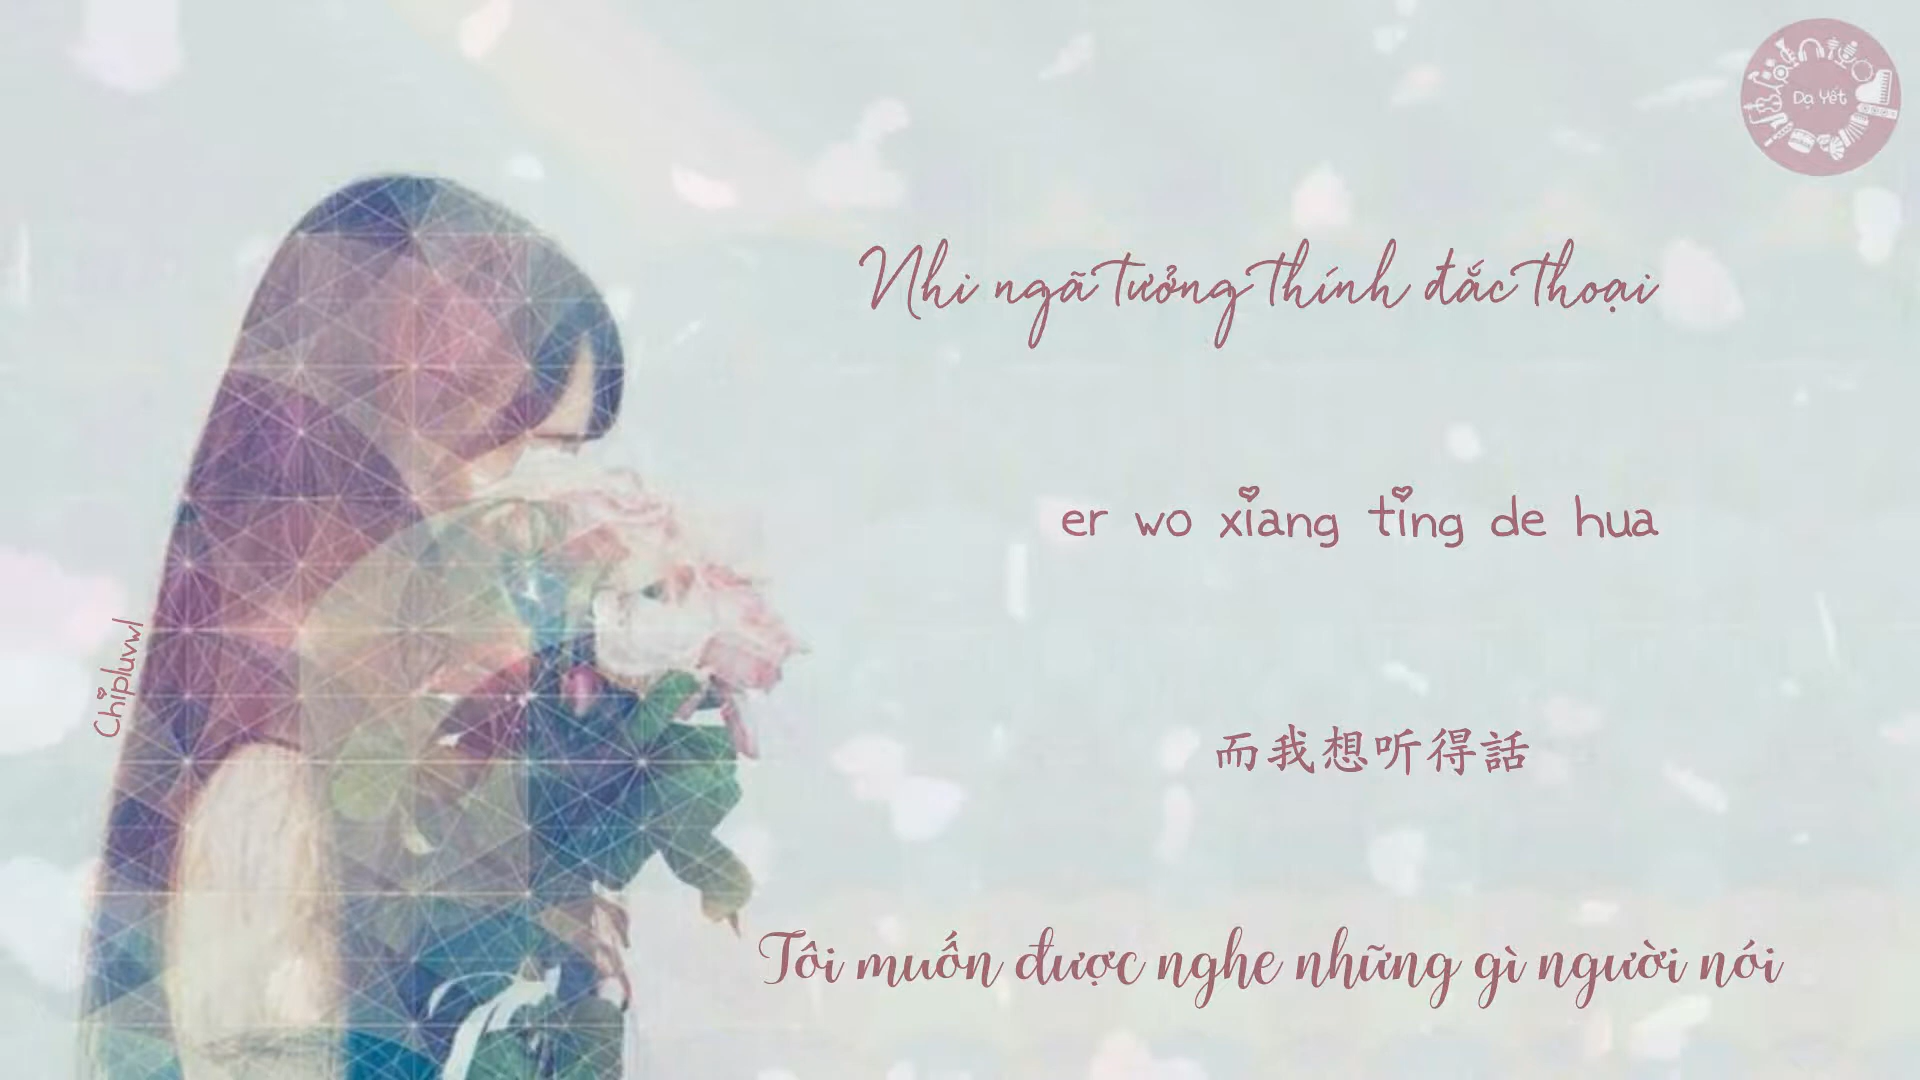 Dạ Yết
Nhi ngã tưởng thính đắc thoại
er wo xiang ting de hua
而我想听得話
Tôi muốn được nghe những gì người nói
Chipluvwl